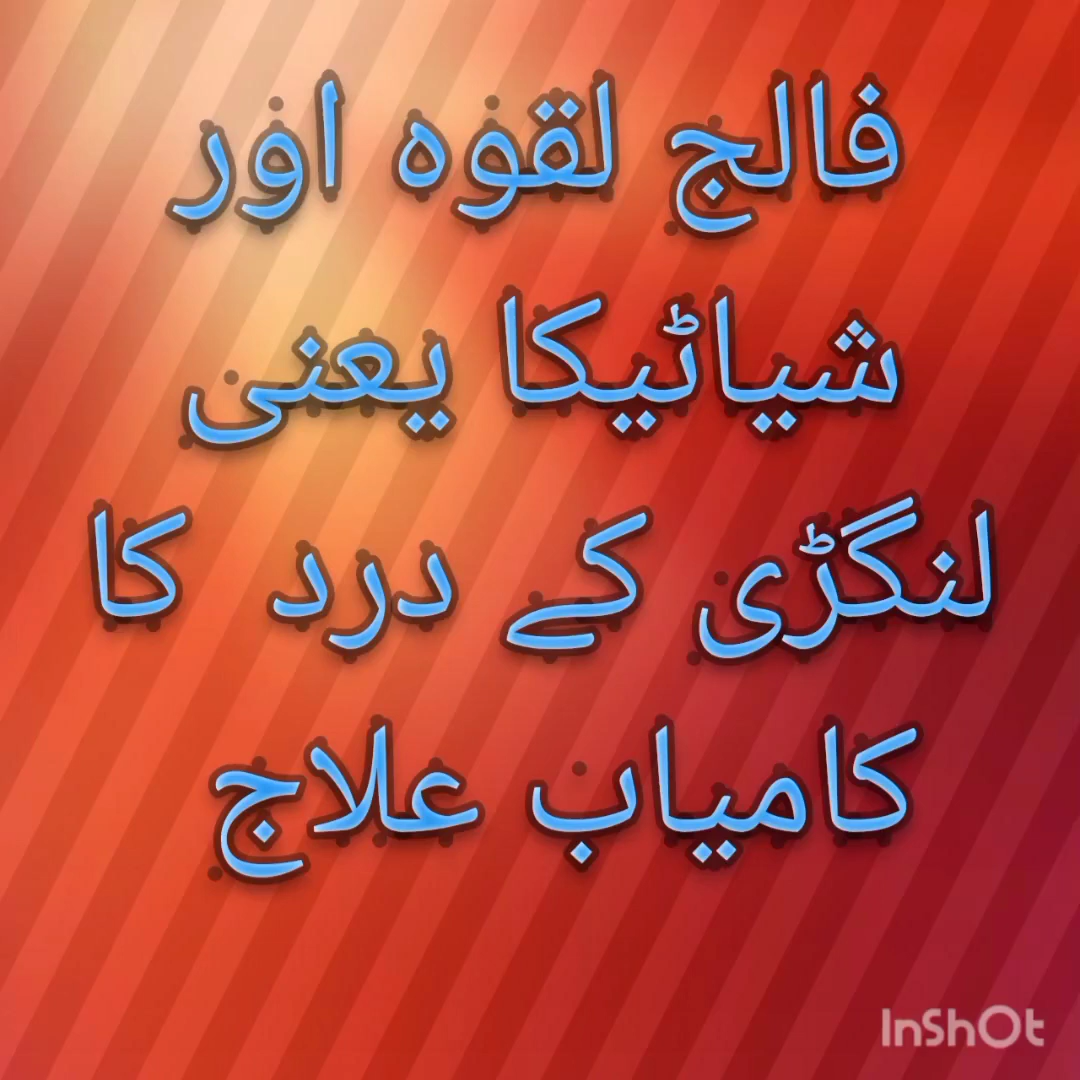 فالج لقوہ اور
شیاٹیکا یعنی
لنگڑی کے درد کا
کامیاب علاج
InShOt